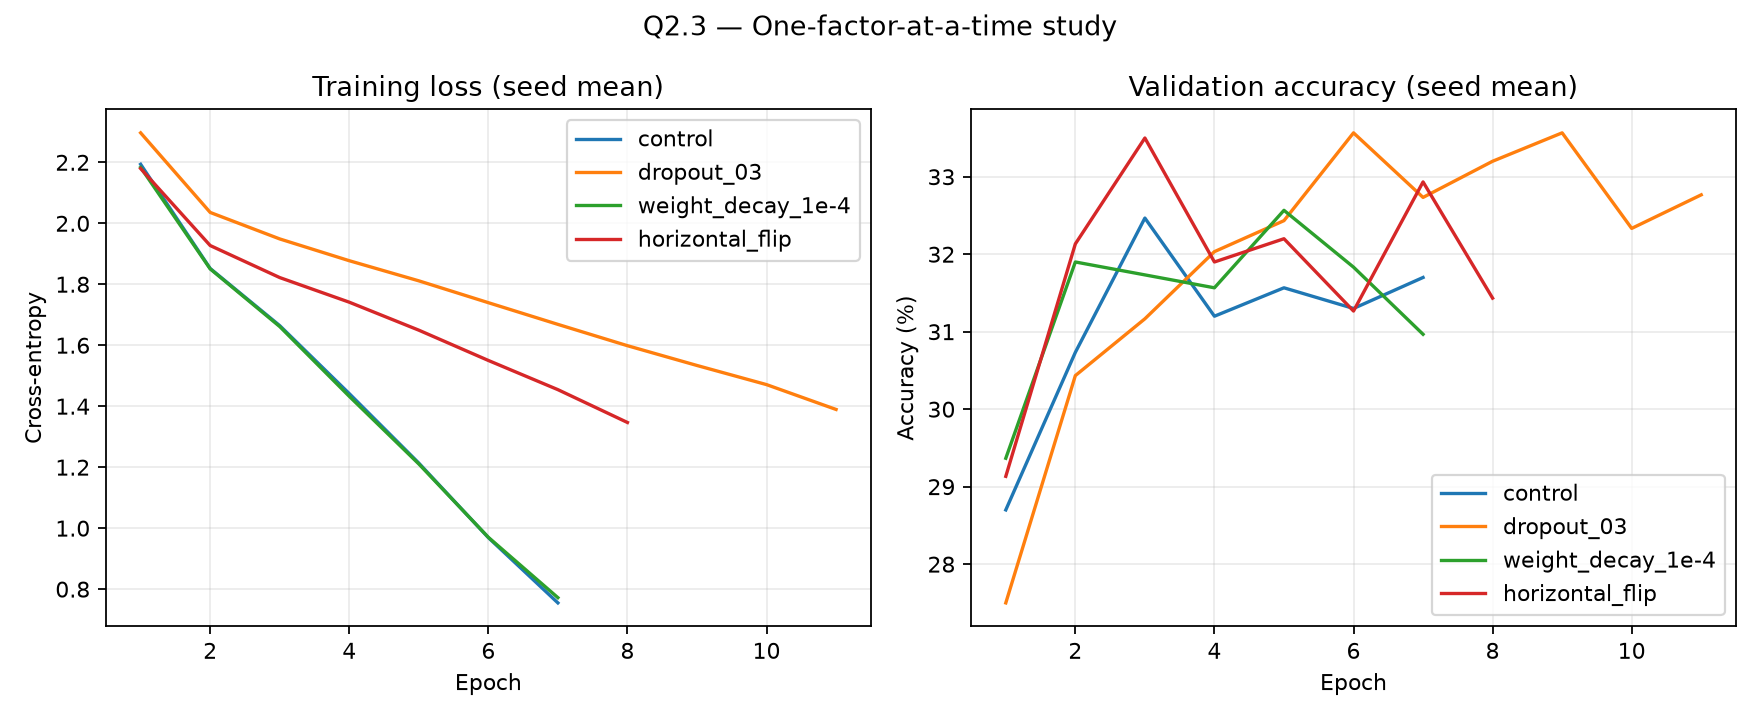 Q2.3 — One-factor-at-a-time study
Training loss (seed mean)
Cross-entropy
2.2
2.0
1.8
1.6
1.4
1.2
1.0
0.8
2
4
6
8
10
Epoch
control
dropout_03
weight_decay_1e-4
horizontal_flip
Validation accuracy (seed mean)
Accuracy (%)
33
32
31
30
29
28
2
4
6
8
10
Epoch
control
dropout_03
weight_decay_1e-4
horizontal_flip